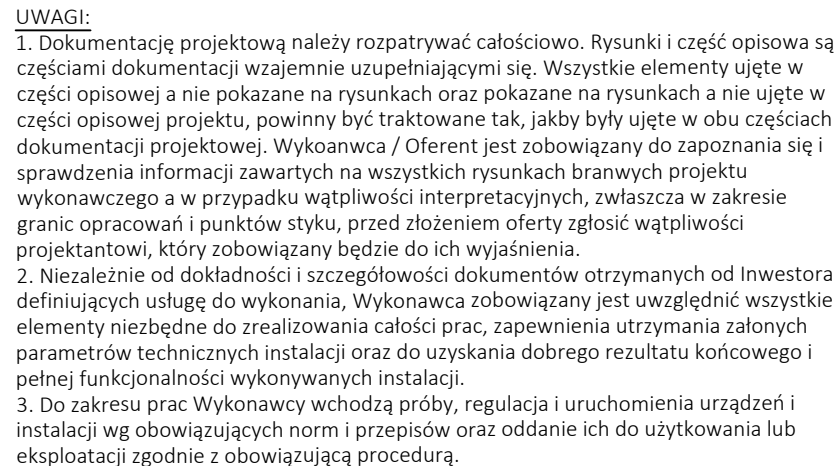 UWAGI:
1. Dokumentację projektową należy rozpatrywać całościowo. Rysunki i część opisowa są
częściami dokumentacji wzajemnie uzupełniającymi się. Wszystkie elementy ujęte w
części opisowej a nie pokazane na rysunkach oraz pokazane na rysunkach a nie ujęte w
części opisowej projektu, powinny być traktowane tak, jakby były ujęte w obu częściach
dokumentacji projektowej. Wykoanwca / Oferent jest zobowiązany do zapoznania się i
sprawdzenia informacji zawartych na wszystkich rysunkach branwych projektu
wykonawczego a w przypadku wątpliwości interpretacyjnych, zwłaszcza w zakresie
granic opracowań i punktów styku, przed złożeniem oferty zgłosić wątpliwości
projektantowi, który zobowiązany będzie do ich wyjaśnienia.
2. Niezależnie od dokładności i szczegółowości dokumentów otrzymanych od Inwestora
definiujących usługę do wykonania, Wykonawca zobowiązany jest uwzględnić wszystkie
elementy niezbędne do zrealizowania całości prac, zapewnienia utrzymania załonych
parametrów technicznych instalacji oraz do uzyskania dobrego rezultatu końcowego i
pełnej funkcjonalności wykonywanych instalacji.
3. Do zakresu prac Wykonawcy wchodzą próby, regulacja i uruchomienia urządzeń i
instalacji wg obowiązujących norm i przepisów oraz oddanie ich do użytkowania lub
eksploatacji zgodnie z obowiązującą procedurą.